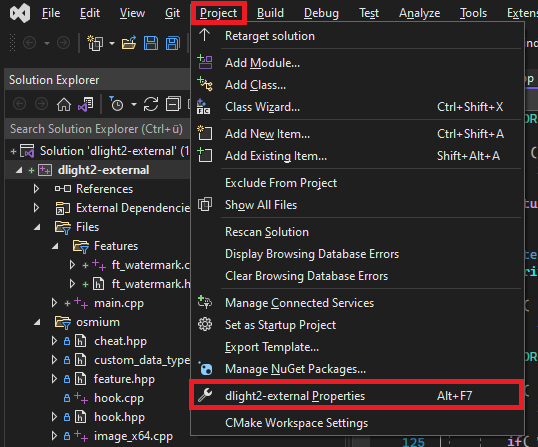 File Edit View Git Project Build Debug Test Analyze Tools
Solution Explorer
Search Solution Explorer (Ctrl+ü)
Solution 'dlight2-external' (1
dlight2-external
References
External Dependencie
Files
Features
ft_watermark.c
ft_watermark.h
main.cpp
osmium
cheat.hpp
custom_data_type
feature.hpp
hook.cpp
hook.hpp
image_x64.cpp
Retarget solution
Add Module...
Add Class...
Class Wizard... Ctrl+Shift+X
Add New Item... Ctrl+Shift+A
Add Existing Item... Shift+Alt+A
Exclude From Project
Show All Files
Rescan Solution
Display Browsing Database Errors
Clear Browsing Database Errors
Manage Connected Services
Set as Startup Project
Export Template...
Manage NuGet Packages...
dlight2-external Properties Alt+F7
CMake Workspace Settings
125 if(